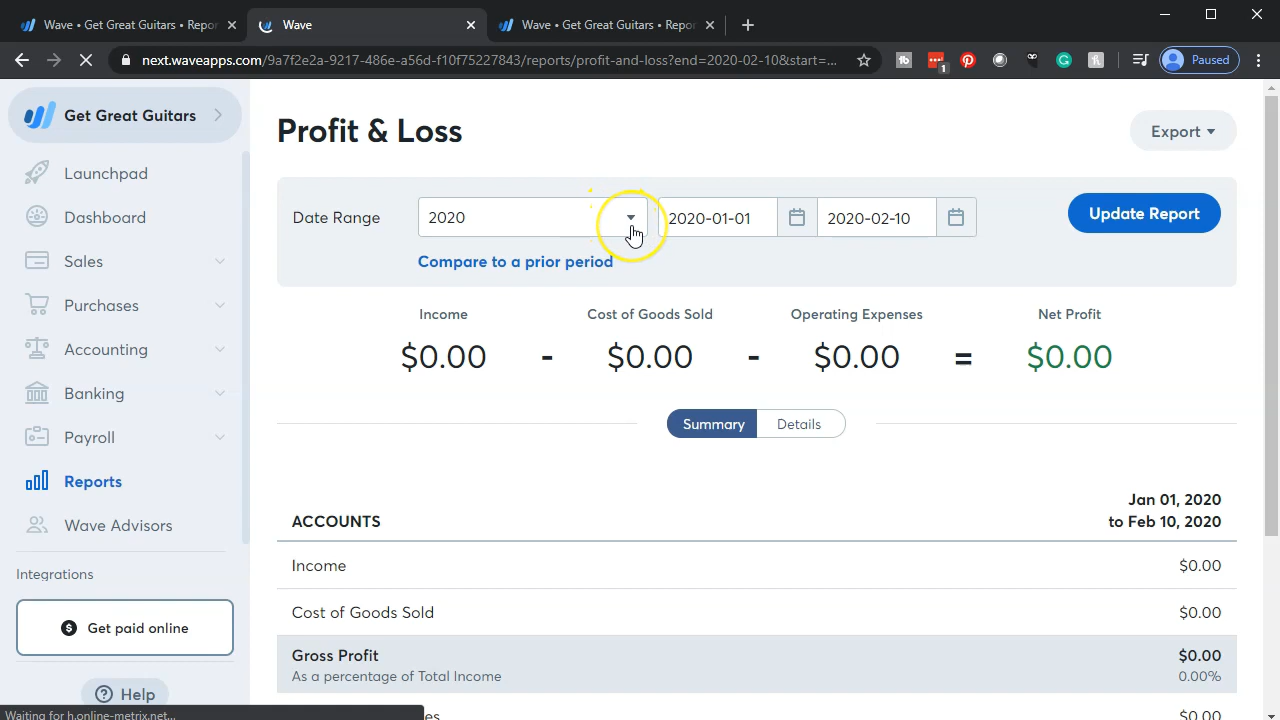 Wave • Get Great Guitars • Repor
Wave
Wave • Get Great Guitars • Repor
next.waveapps.com/9a7f2e2a-9217-486e-a56d-f10f75227843/reports/profit-and-loss?end=2020-02-10&start=...
1
Paused
Get Great Guitars
Launchpad
Dashboard
Sales
Purchases
Accounting
Banking
Payroll
Reports
Wave Advisors
Integrations
Get paid online
Help
Waiting for h.online-metrix.net...
Profit & Loss
Export
Date Range
2020
2020-01-01
2020-02-10
Update Report
Compare to a prior period
Income
Cost of Goods Sold
Operating Expenses
Net Profit
$0.00 - $0.00 - $0.00 = $0.00
Summary
Details
ACCOUNTS
Jan 01, 2020
to Feb 10, 2020
Income $0.00
Cost of Goods Sold $0.00
Gross Profit $0.00
As a percentage of Total Income 0.00%
$0.00